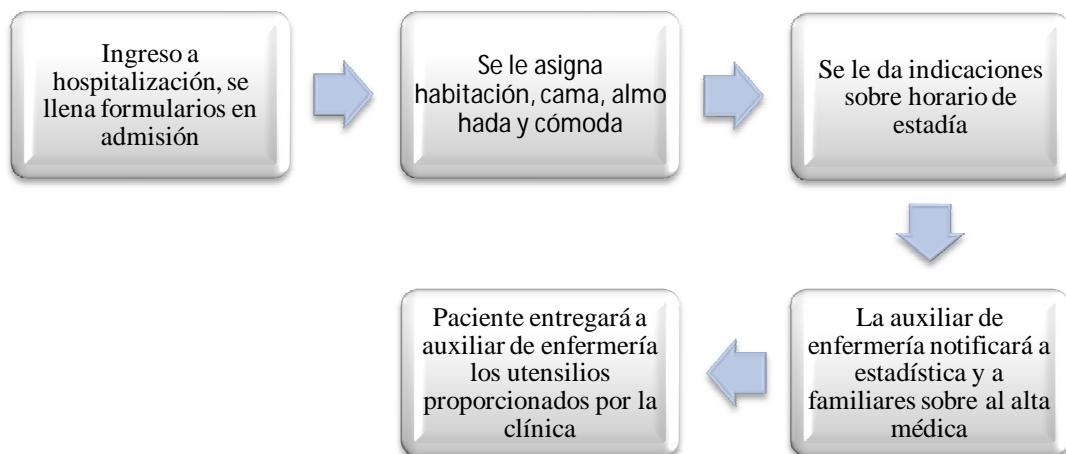 Ingreso a
hospitalización, se
llena formularios en
admisión
Se le asigna
habitación, cama, almo
hada y cómoda
Se le da indicaciones
sobre horario de
estadía
La auxiliar de
enfermería notificará a
estadística y a
familiares sobre al alta
médica
Paciente entregará a
auxiliar de enfermería
los utensilios
proporcionados por la
clínica